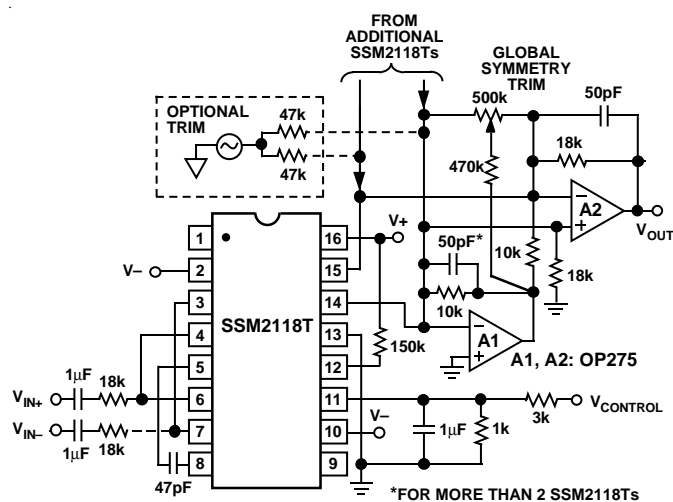 FROM
ADDITIONAL
SSM2118Ts
GLOBAL
SYMMETRY
TRIM
50pF
500k
OPTIONAL
TRIM
47k
47k
18k
470k
A2
V+
50pF*
10k
VOUT
18k
10k
A1
A1, A2: OP275
150k
V–
SSM2118T
1
2
3
4
5
6
7
8
16
15
14
13
12
11
10
9
1μF
18k
VIN+
VIN–
1μF
18k
47pF
V–
1μF
1k
3k
VCONTROL
*FOR MORE THAN 2 SSM2118Ts